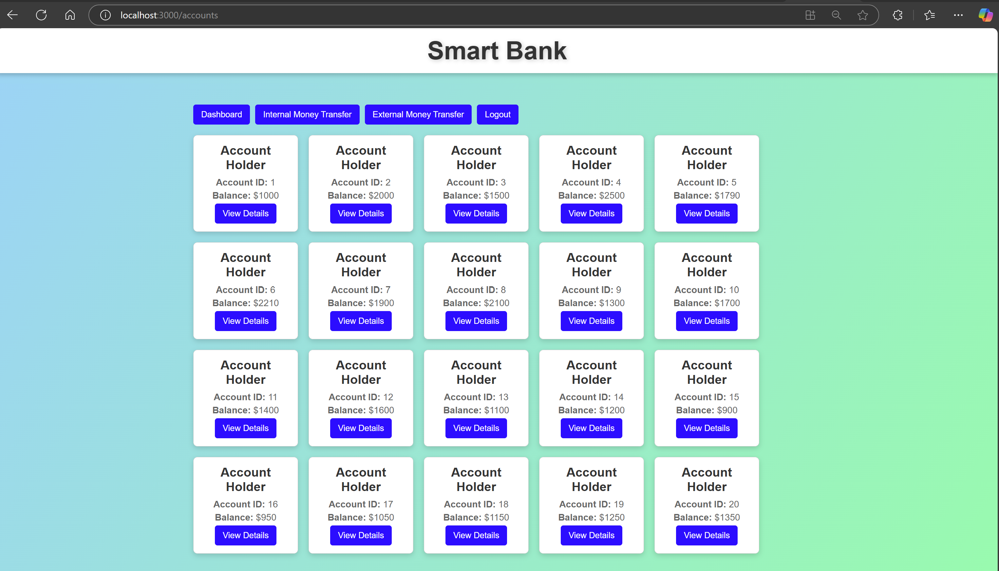 localhost:3000/accounts
Smart Bank
Dashboard Internal Money Transfer External Money Transfer Logout
Account Account Account Account Account
Holder Holder Holder Holder Holder
Account ID: 1 Account ID: 2 Account ID: 3 Account ID: 4 Account ID: 5
Balance: $1000 Balance: $2000 Balance: $1500 Balance: $2500 Balance: $1790
View Details View Details View Details View Details View Details
Account Account Account Account Account
Holder Holder Holder Holder Holder
Account ID: 6 Account ID: 7 Account ID: 8 Account ID: 9 Account ID: 10
Balance: $2210 Balance: $1900 Balance: $2100 Balance: $1300 Balance: $1700
View Details View Details View Details View Details View Details
Account Account Account Account Account
Holder Holder Holder Holder Holder
Account ID: 11 Account ID: 12 Account ID: 13 Account ID: 14 Account ID: 15
Balance: $1400 Balance: $1600 Balance: $1100 Balance: $1200 Balance: $900
View Details View Details View Details View Details View Details
Account Account Account Account Account
Holder Holder Holder Holder Holder
Account ID: 16 Account ID: 17 Account ID: 18 Account ID: 19 Account ID: 20
Balance: $950 Balance: $1050 Balance: $1150 Balance: $1250 Balance: $1350
View Details View Details View Details View Details View Details